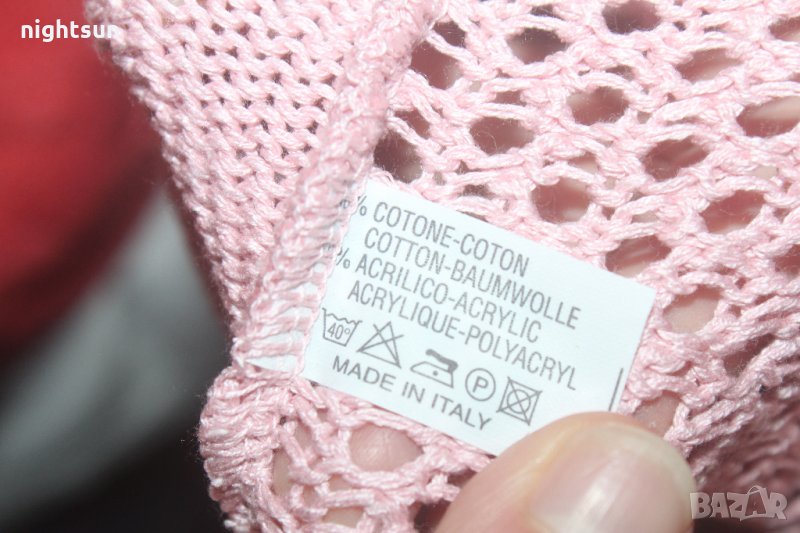 nightsur
% COTONE-COTON
COTTON-BAUMWOLLE
% ACRILICO-ACRYLIC
ACRYLIQUE-POLYACRYL
40° P
MADE IN ITALY
BAZAR